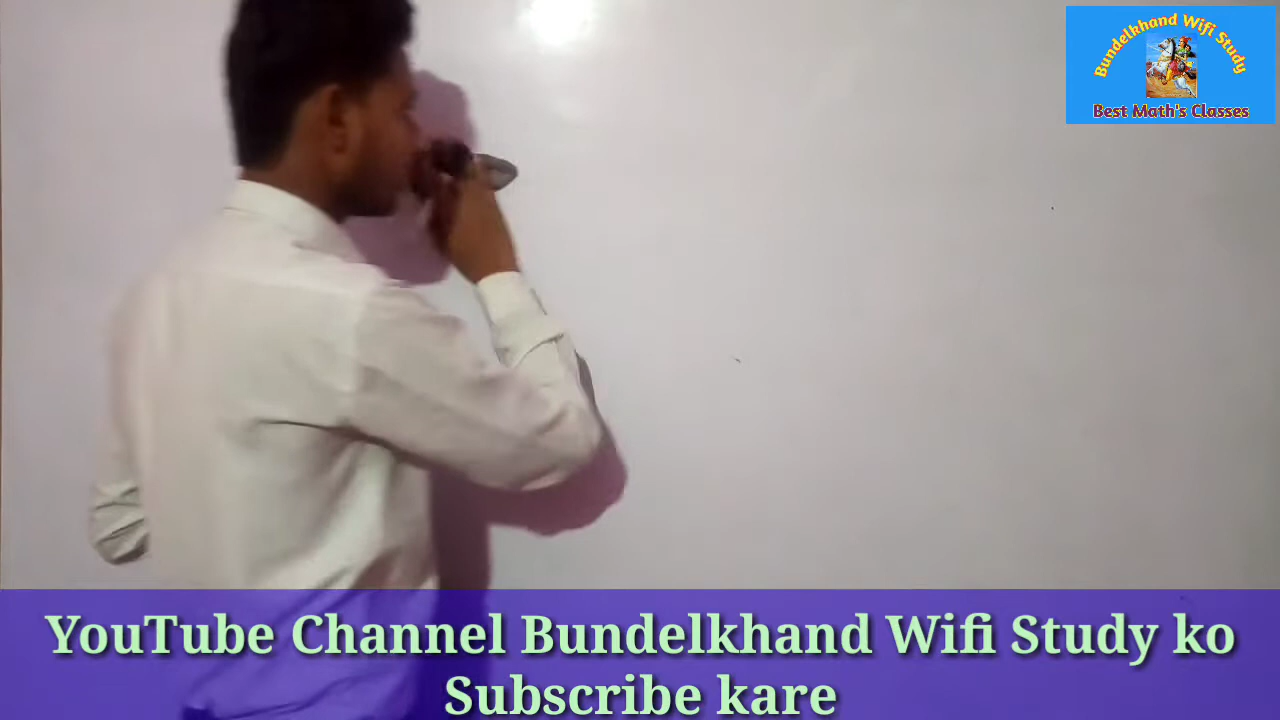 Bundelkhand Wifi Study
Best Math's Classes
YouTube Channel Bundelkhand Wifi Study ko
Subscribe kare